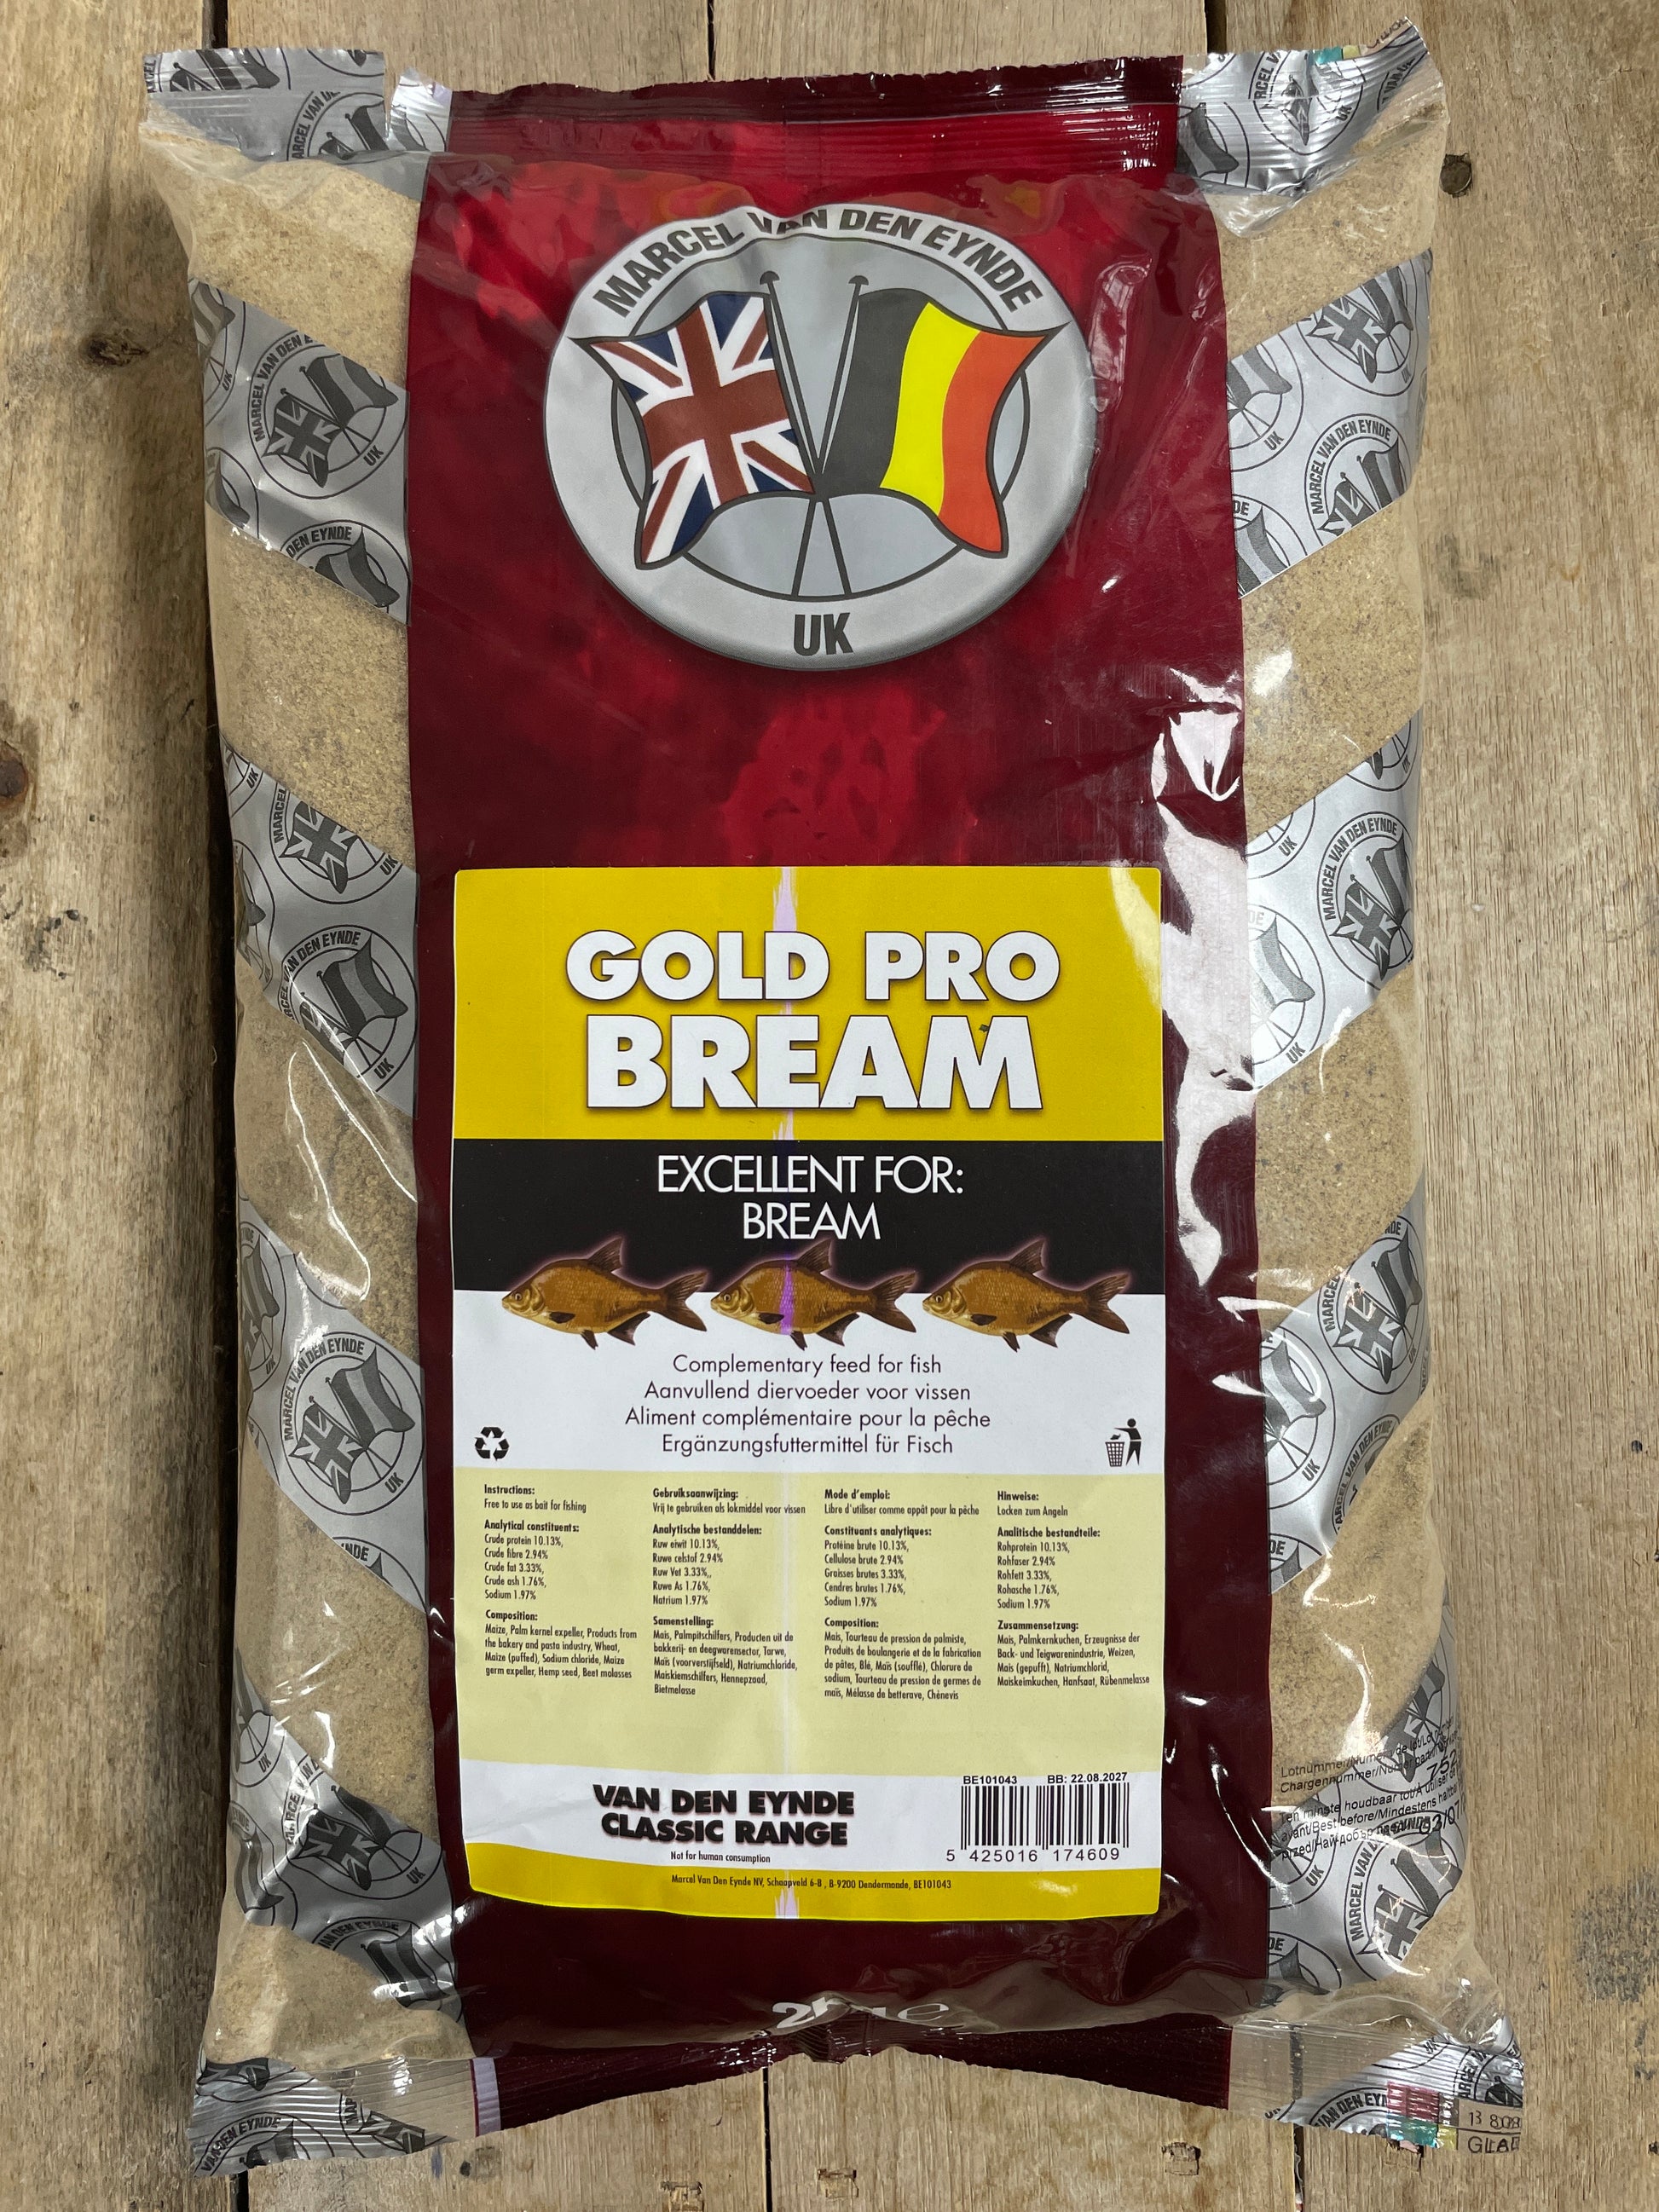 MARCEL VAN DEN EYNDE
UK
GOLD PRO
BREAM
EXCELLENT FOR:
BREAM
Complementary feed for fish
Aanvullend diervoeder voor vissen
Aliment complémentaire pour la pêche
Ergänzungsfuttermittel für Fisch
Instructions:
Free to use as bait for fishing
Analytical constituents:
Crude protein 10.13%,
Crude fibre 2.94%
Crude fat 3.33%,
Crude ash 1.76%,
Sodium 1.97%
Composition:
Maize, Palm kernel expeller, Products from
the bakery and pasta industry, Wheat,
Maize (puffed), Sodium chloride, Maize
germ expeller, Hemp seed, Beet molasses
Gebruiksaanwijzing:
Vrij te gebruiken als lokmiddel voor vissen
Analytische bestanddelen:
Ruw eiwit 10.13%,
Ruwe celstof 2.94%
Ruw Vet 3.33%,,
Ruwe As 1.76%,
Natrium 1.97%
Samenstelling:
Mais, Palmpitschilfers, Producten uit de
bakkerij- en deegwarensector, Tarwe,
Maïs (voorverstijfseld), Natriumchloride,
Maiskiemschilfers, Hennepzaad,
Bietmelasse
Mode d'emploi:
Libre d'utiliser comme appât pour la pêche
Constituants analytiques:
Protéine brute 10.13%,
Cellulose brute 2.94%
Graisses brutes 3.33%,
Cendres brutes 1.76%,
Sodium 1.97%
Composition:
Mais, Tourteau de pression de palmiste,
Produits de boulangerie et de la fabrication
de pâtes, Blé, Maïs (soufflé), Chlorure de
sodium, Tourteau de pression de germes de
maïs, Mélasse de betterave, Chènevis
Hinweise:
Locken zum Angeln
Analitische bestandteile:
Rohprotein 10.13%,
Rohfaser 2.94%
Rohfett 3.33%,
Rohasche 1.76%,
Sodium 1.97%
Zusammensetzung:
Mais, Palmkernkuchen, Erzeugnisse der
Back- und Teigwarenindustrie, Weizen,
Mais (gepufft), Natriumchlorid,
Maiskeimkuchen, Hanfsaat, Rübenmelasse
VAN DEN EYNDE
CLASSIC RANGE
Not for human consumption
BE101043 BB: 22.08.2027
5 425016 174609
Marcel Van Den Eynde NV, Schaapveld 6-8 , B-9200 Dendermonde, BE101043